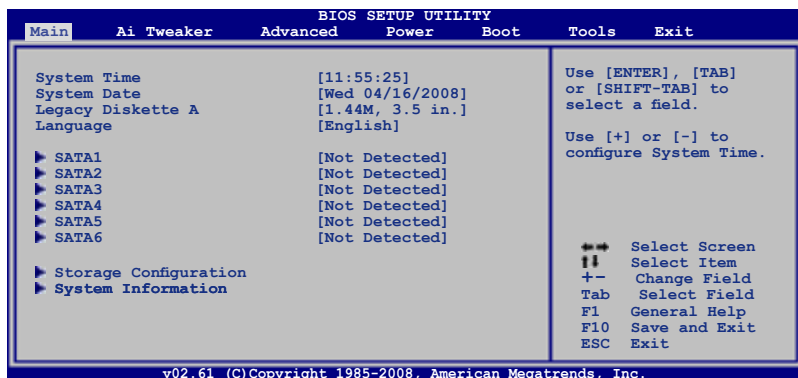 BIOS SETUP UTILITY
Main Ai Tweaker Advanced Power Boot Tools Exit
System Time [11:55:25]
System Date [Wed 04/16/2008]
Legacy Diskette A [1.44M, 3.5 in.]
Language [English]
SATA1 [Not Detected]
SATA2 [Not Detected]
SATA3 [Not Detected]
SATA4 [Not Detected]
SATA5 [Not Detected]
SATA6 [Not Detected]
Storage Configuration
System Information
Use [ENTER], [TAB]
or [SHIFT-TAB] to
select a field.
Use [+] or [-] to
configure System Time.
←→ Select Screen
↑↓ Select Item
+- Change Field
Tab Select Field
F1 General Help
F10 Save and Exit
ESC Exit
v02.61 (C)Copyright 1985-2008, American Megatrends, Inc.